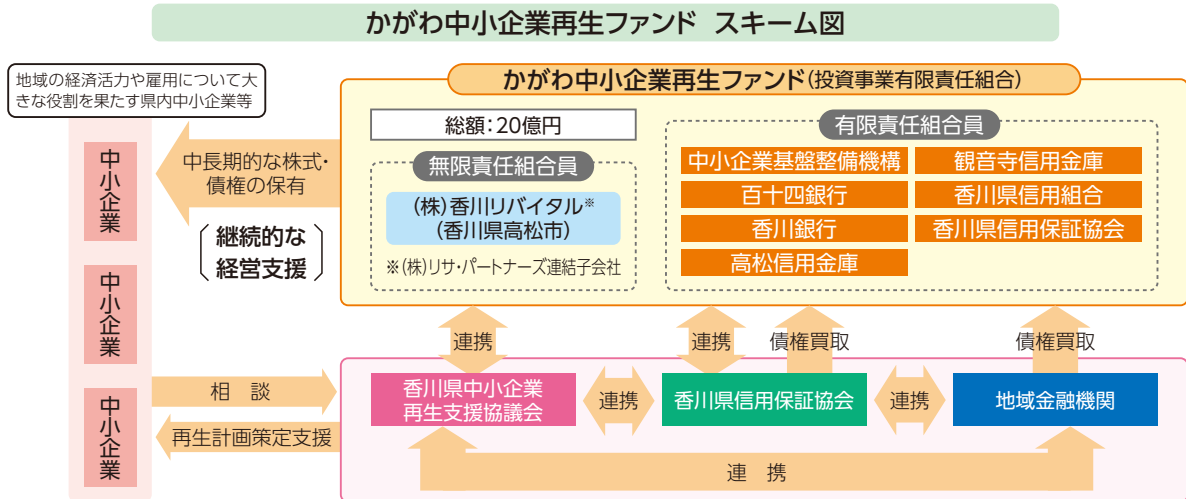 かがわ中小企業再生ファンド スキーム図
地域の経済活力や雇用について大
きな役割を果たす県内中小企業等
中小企業
中小企業
中小企業
中長期的な株式・
債権の保有
継続的な
経営支援
かがわ中小企業再生ファンド(投資事業有限責任組合)
総額:20億円
無限責任組合員
(株)香川リバイタル※
(香川県高松市)
※(株)リサ・パートナーズ連結子会社
有限責任組合員
中小企業基盤整備機構
百十四銀行
香川銀行
高松信用金庫
観音寺信用金庫
香川県信用組合
香川県信用保証協会
連携
連携
債権買取
債権買取
相 談
再生計画策定支援
香川県中小企業
再生支援協議会
連携
香川県信用保証協会
連携
地域金融機関
連 携